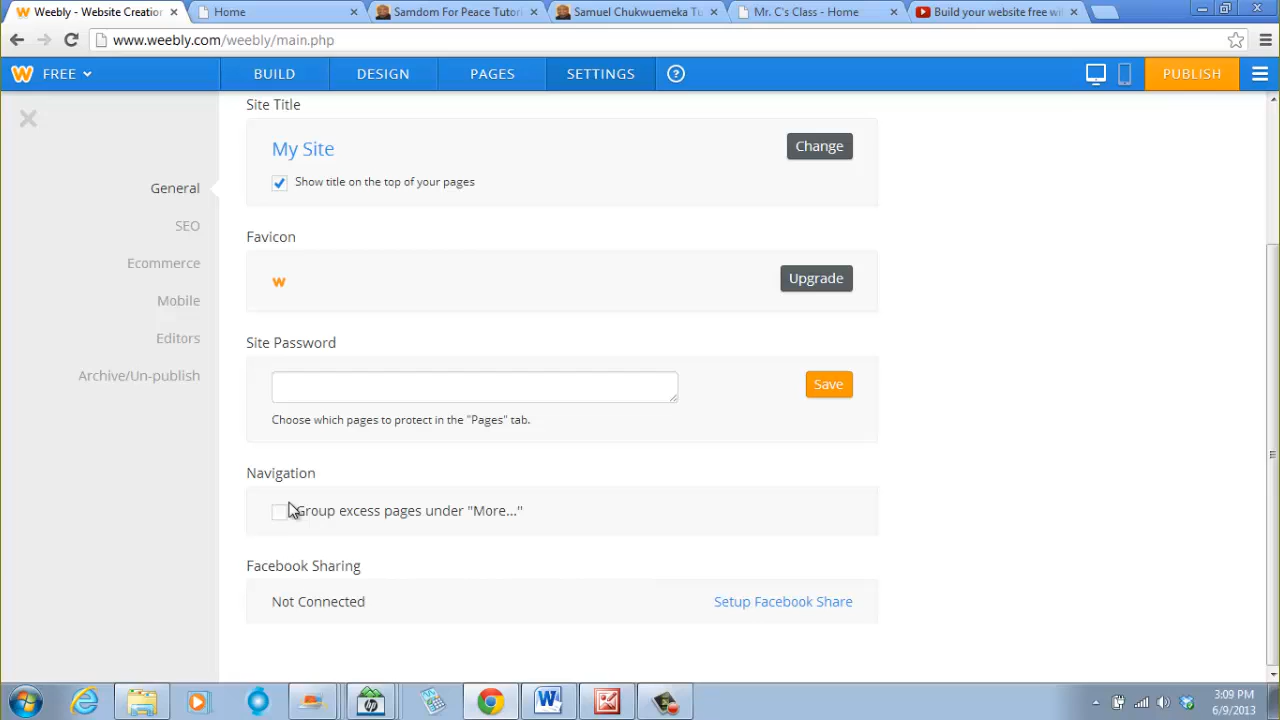 Weebly - Website Creation
Home
Samdom For Peace Tutori
Samuel Chukwuemeka Tu
Mr. C's Class - Home
Build your website free wi
www.weebly.com/weebly/main.php
FREE
BUILD
DESIGN
PAGES
SETTINGS
?
PUBLISH
Site Title
My Site
Change
Show title on the top of your pages
General
SEO
Ecommerce
Mobile
Editors
Archive/Un-publish
Favicon
Upgrade
Site Password
Save
Choose which pages to protect in the "Pages" tab.
Navigation
Group excess pages under "More..."
Facebook Sharing
Not Connected
Setup Facebook Share
3:09 PM
6/9/2013